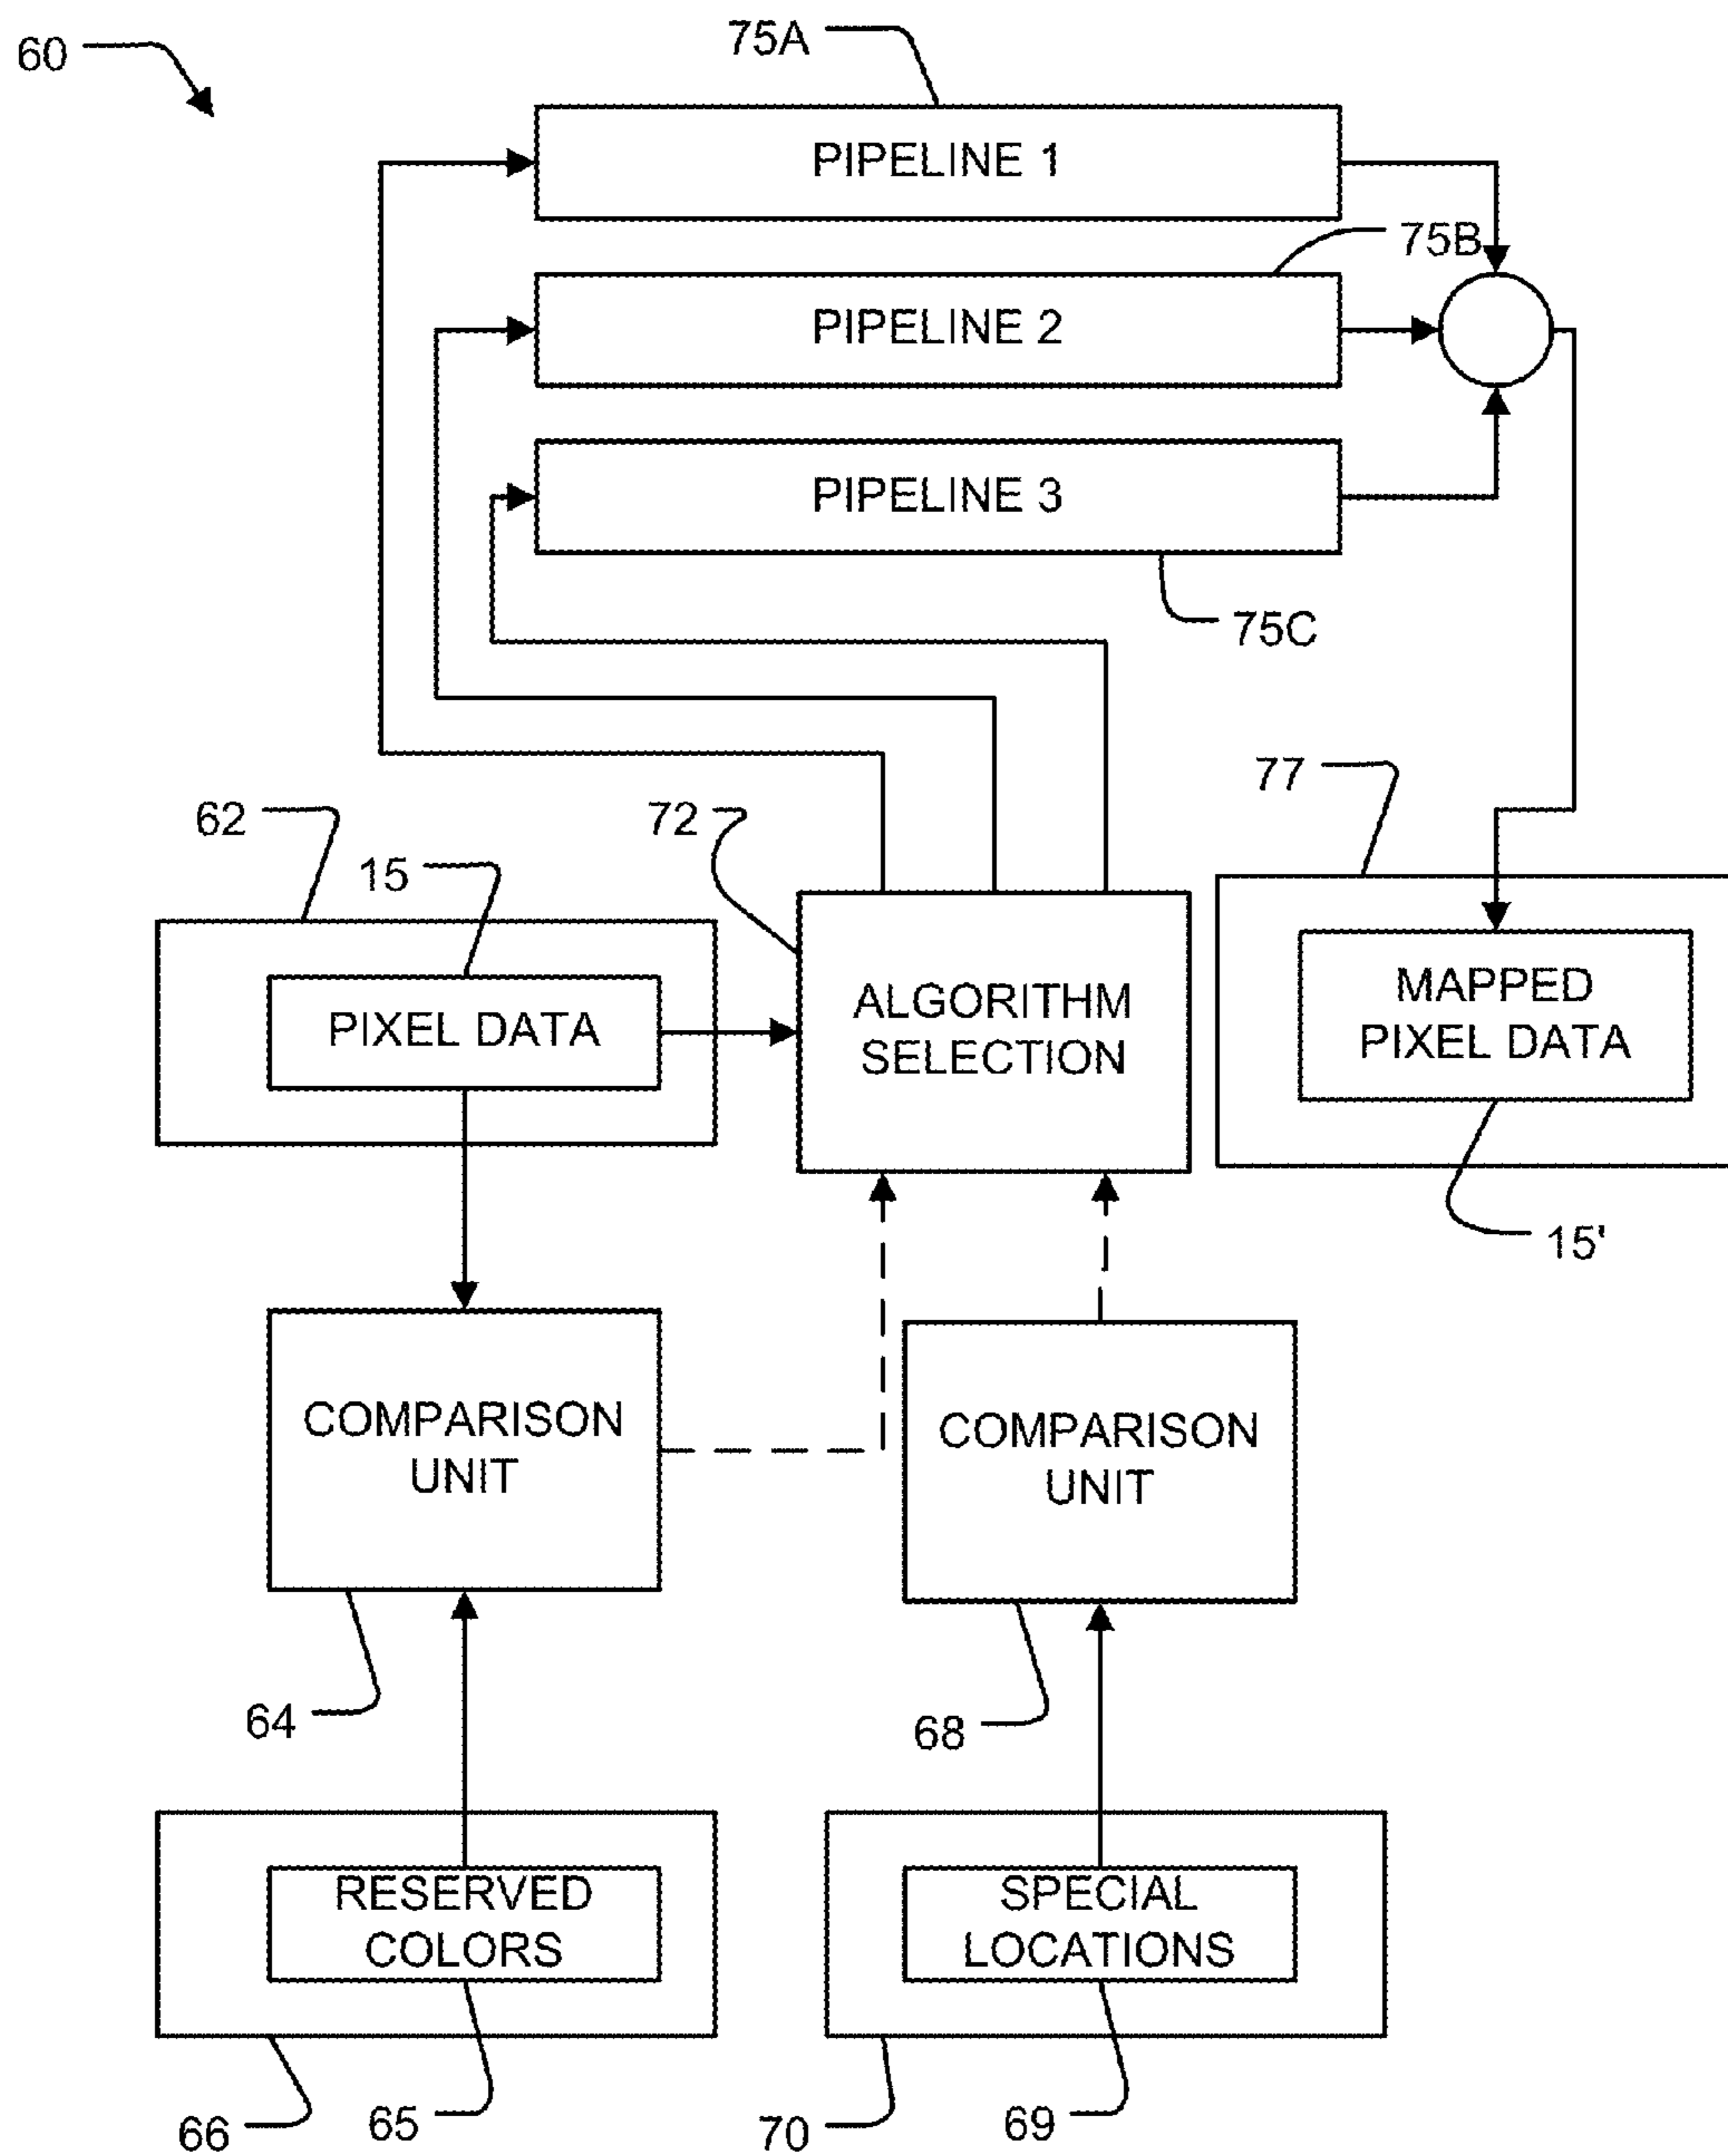 60
75A
PIPELINE 1
75B
PIPELINE 2
PIPELINE 3
75C
77
62
72
15
PIXEL DATA
ALGORITHM
SELECTION
MAPPED
PIXEL DATA
15'
COMPARISON
UNIT
COMPARISON
UNIT
64
68
RESERVED
COLORS
SPECIAL
LOCATIONS
66
65
70
69